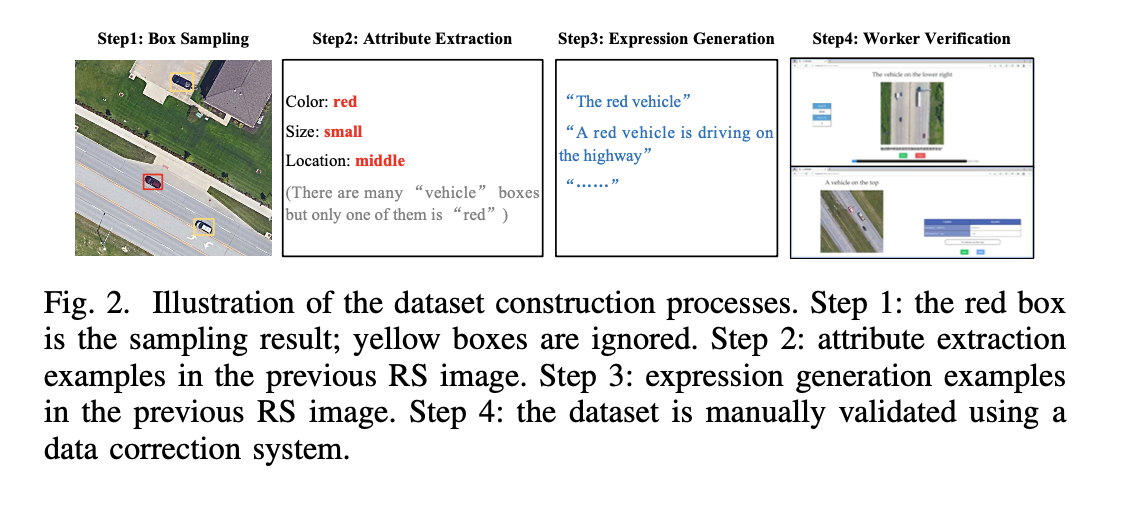 Step1: Box Sampling
Step2: Attribute Extraction
Step3: Expression Generation
Step4: Worker Verification
Color: red
Size: small
Location: middle
(There are many “vehicle” boxes
but only one of them is “red”)
“The red vehicle”
“A red vehicle is driving on
the highway”
“……”
The vehicle on the lower right
A vehicle on the top
Fig. 2. Illustration of the dataset construction processes. Step 1: the red box
is the sampling result; yellow boxes are ignored. Step 2: attribute extraction
examples in the previous RS image. Step 3: expression generation examples
in the previous RS image. Step 4: the dataset is manually validated using a
data correction system.